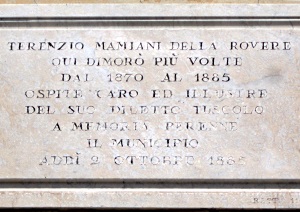 TERENZIO MAMIANI DELLA ROVERE
QUI DIMORÒ PIÙ VOLTE
DAL 1870 AL 1885
OSPITE CARO ED ILLUSTRE
DEL SUO DILETTO TUSCOLO
A MEMORIA PERENNE
IL MUNICIPIO
ADDÌ 2 OTTOBRE